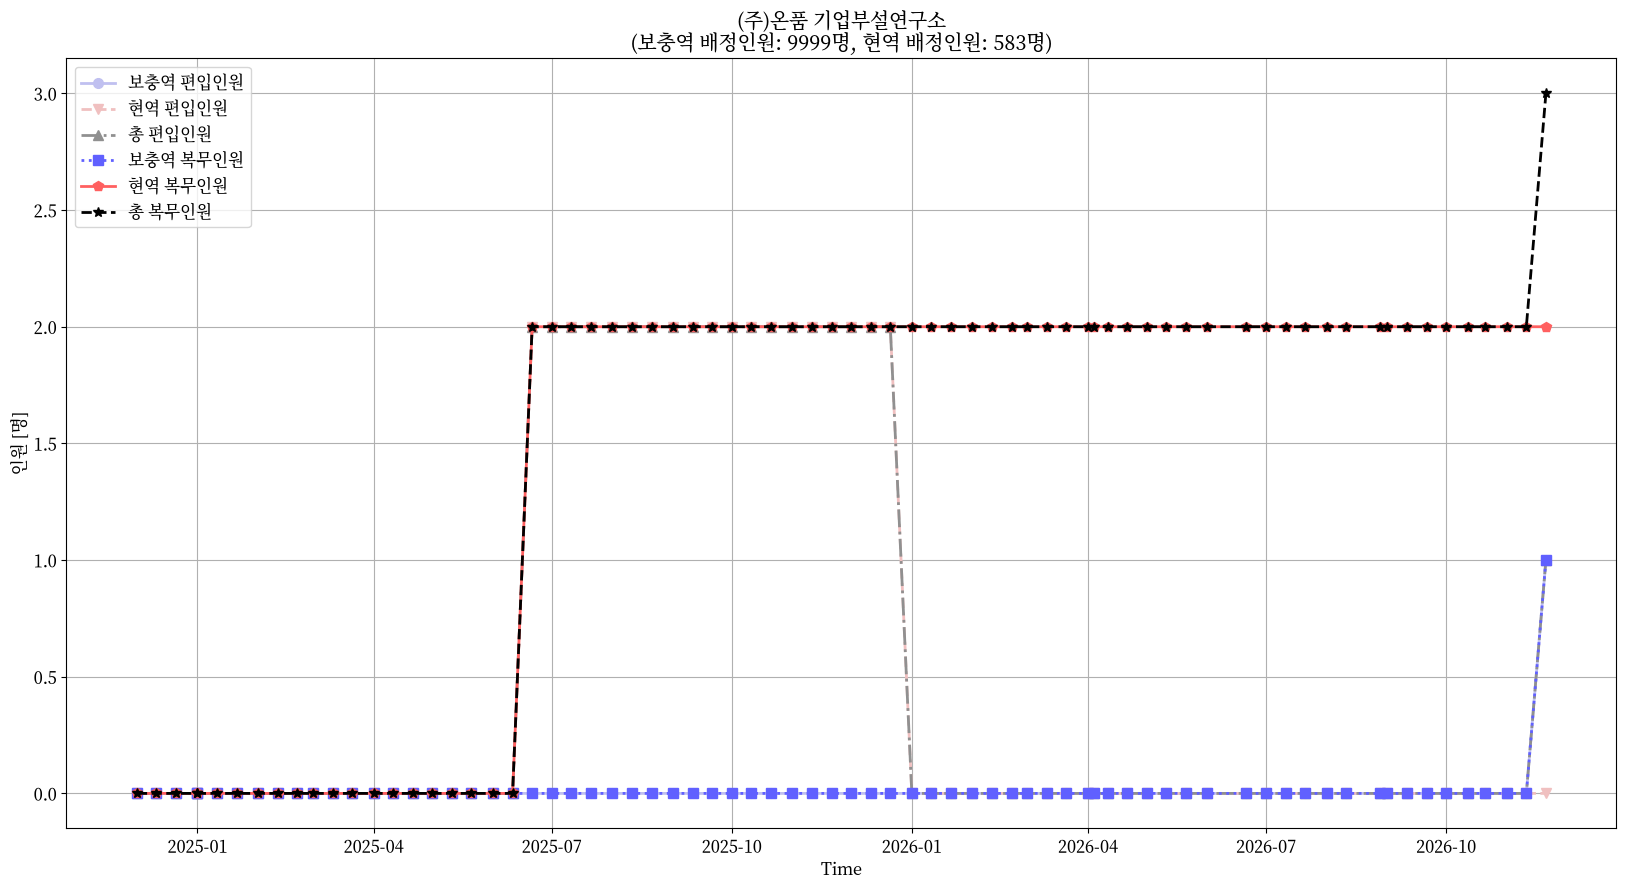 (주)온품 기업부설연구소
(보충역 배정인원: 9999명, 현역 배정인원: 583명)
보충역 편입인원
현역 편입인원
총 편입인원
보충역 복무인원
현역 복무인원
총 복무인원
인원 [명]
3.0
2.5
2.0
1.5
1.0
0.5
0.0
2025-01
2025-04
2025-07
2025-10
2026-01
2026-04
2026-07
2026-10
Time